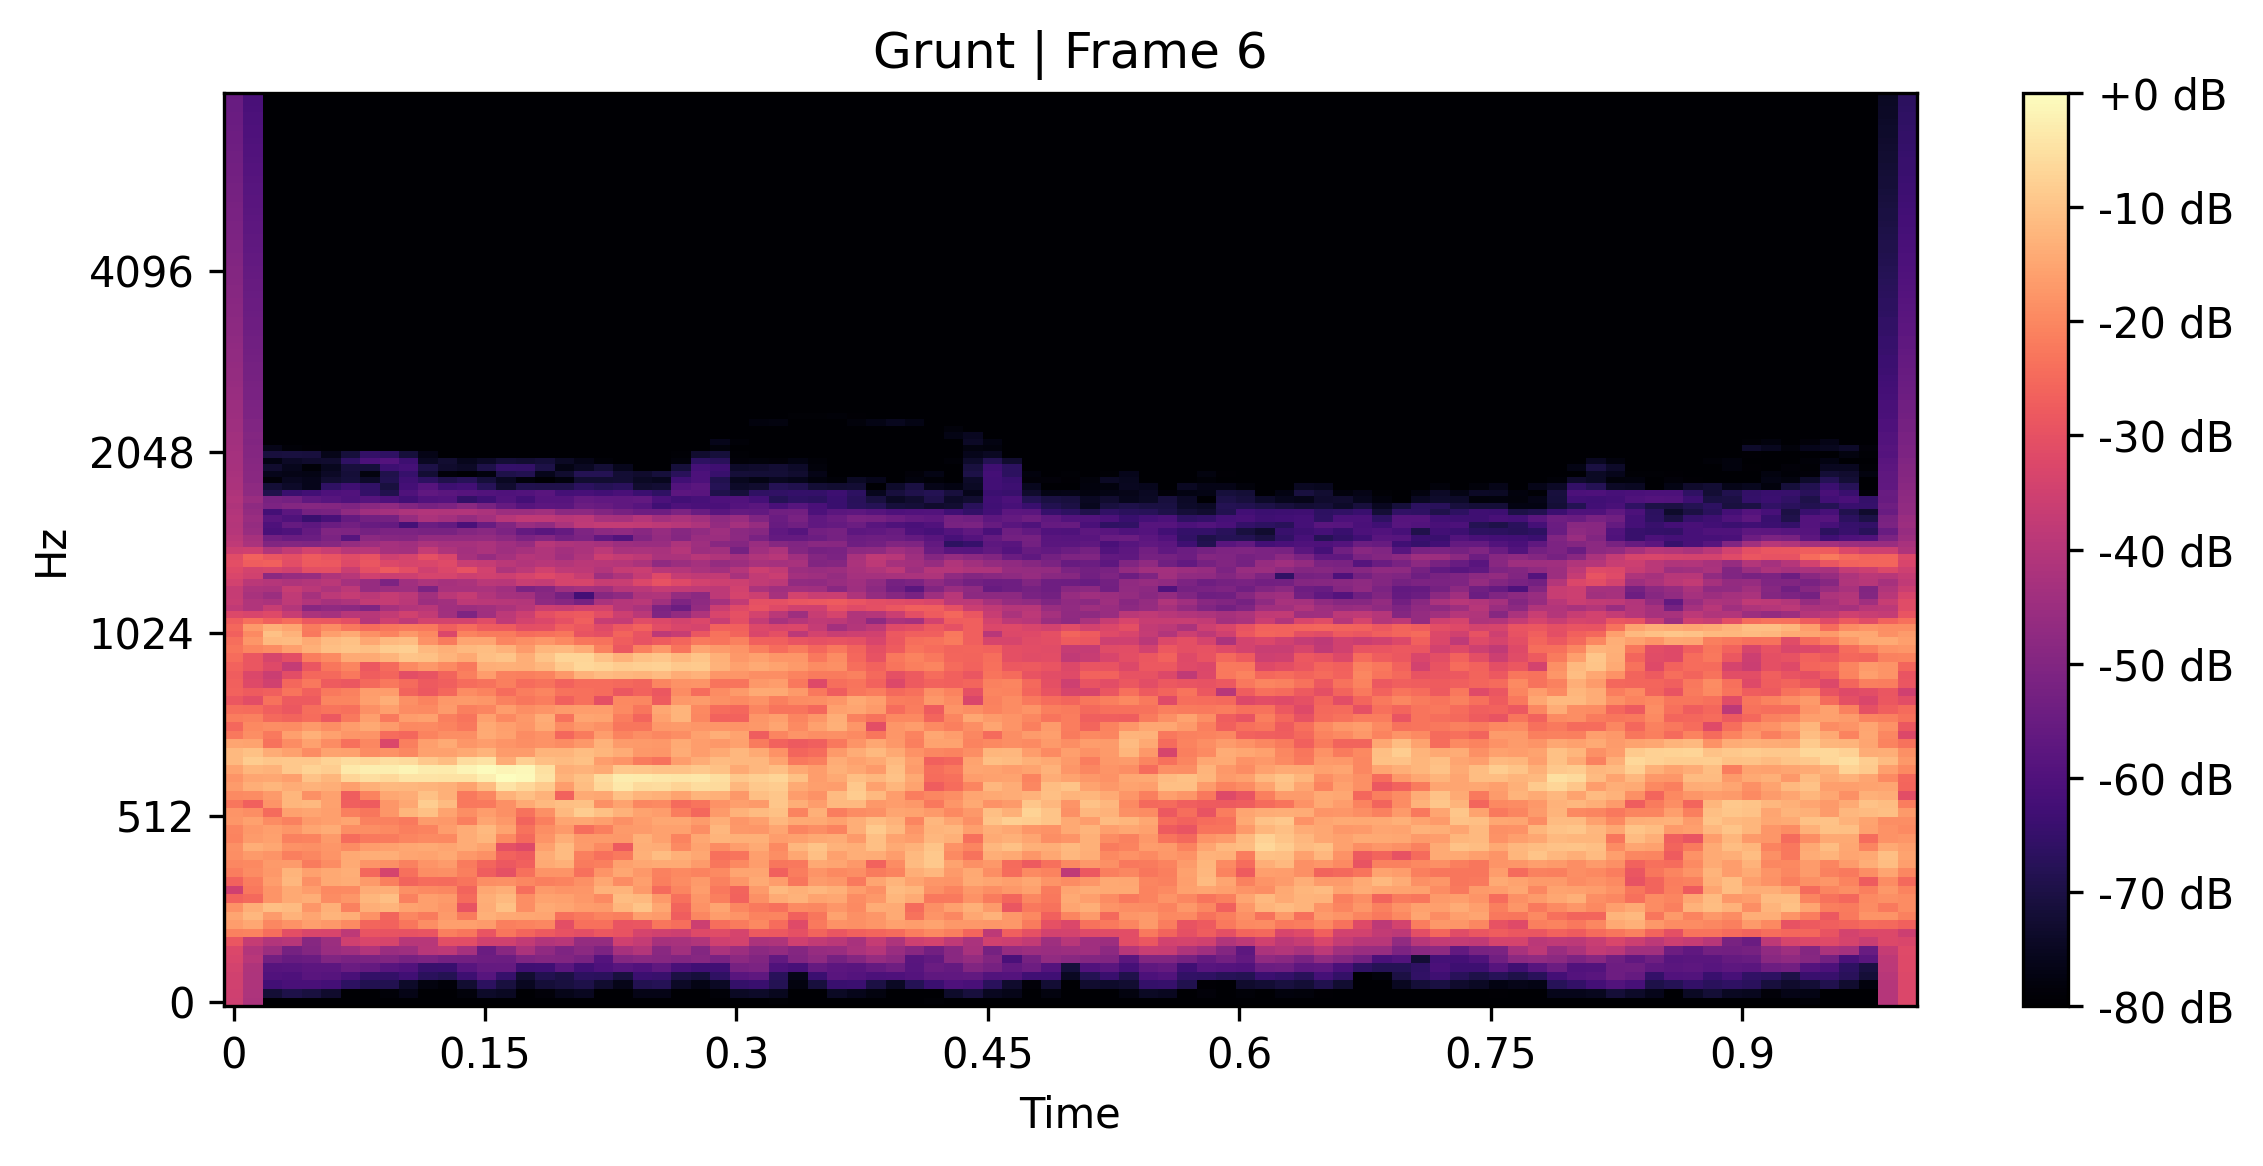 Grunt | Frame 6
Hz
4096
2048
1024
512
0
0
0.15
0.3
0.45
0.6
0.75
0.9
Time
+0 dB
-10 dB
-20 dB
-30 dB
-40 dB
-50 dB
-60 dB
-70 dB
-80 dB